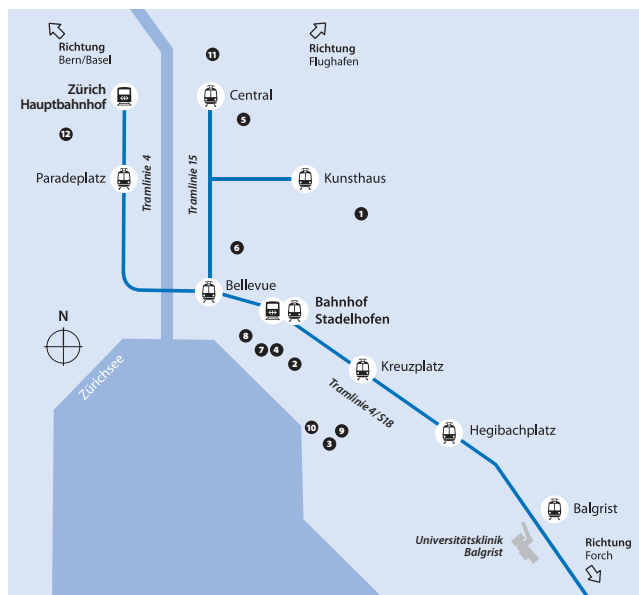 Richtung
Bern/Basel
Richtung
Flughafen
11
Zürich
Hauptbahnhof
Central
5
12
Tramlinie 4
Tramlinie 15
Paradeplatz
Kunsthaus
1
6
Bellevue
Bahnhof
Stadelhofen
N
8
7
4
2
Zürichsee
Kreuzplatz
Tramlinie 4/S18
10
9
3
Hegibachplatz
Balgrist
Universitätsklinik
Balgrist
Richtung
Forch